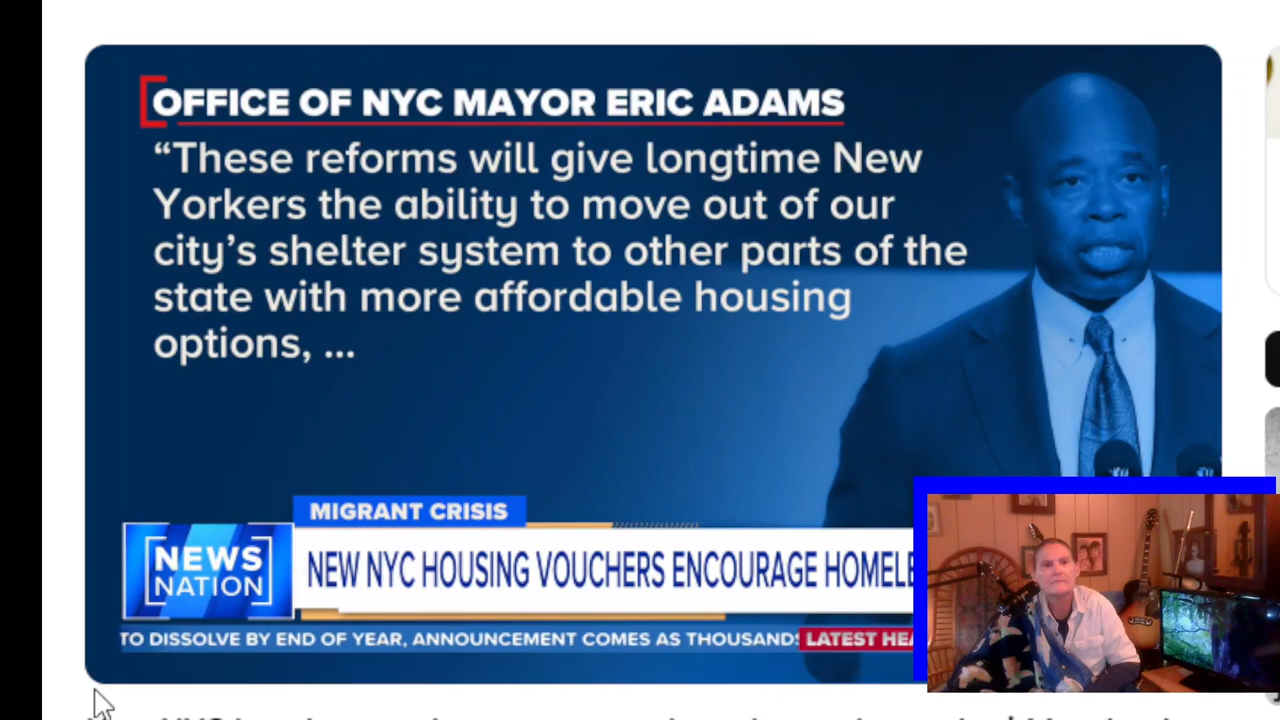 OFFICE OF NYC MAYOR ERIC ADAMS
“These reforms will give longtime New
Yorkers the ability to move out of our
city’s shelter system to other parts of the
state with more affordable housing
options, ...
MIGRANT CRISIS
NEWS
NATION
NEW NYC HOUSING VOUCHERS ENCOURAGE HOMELE
TO DISSOLVE BY END OF YEAR, ANNOUNCEMENT COMES AS THOUSANDS
LATEST HEA